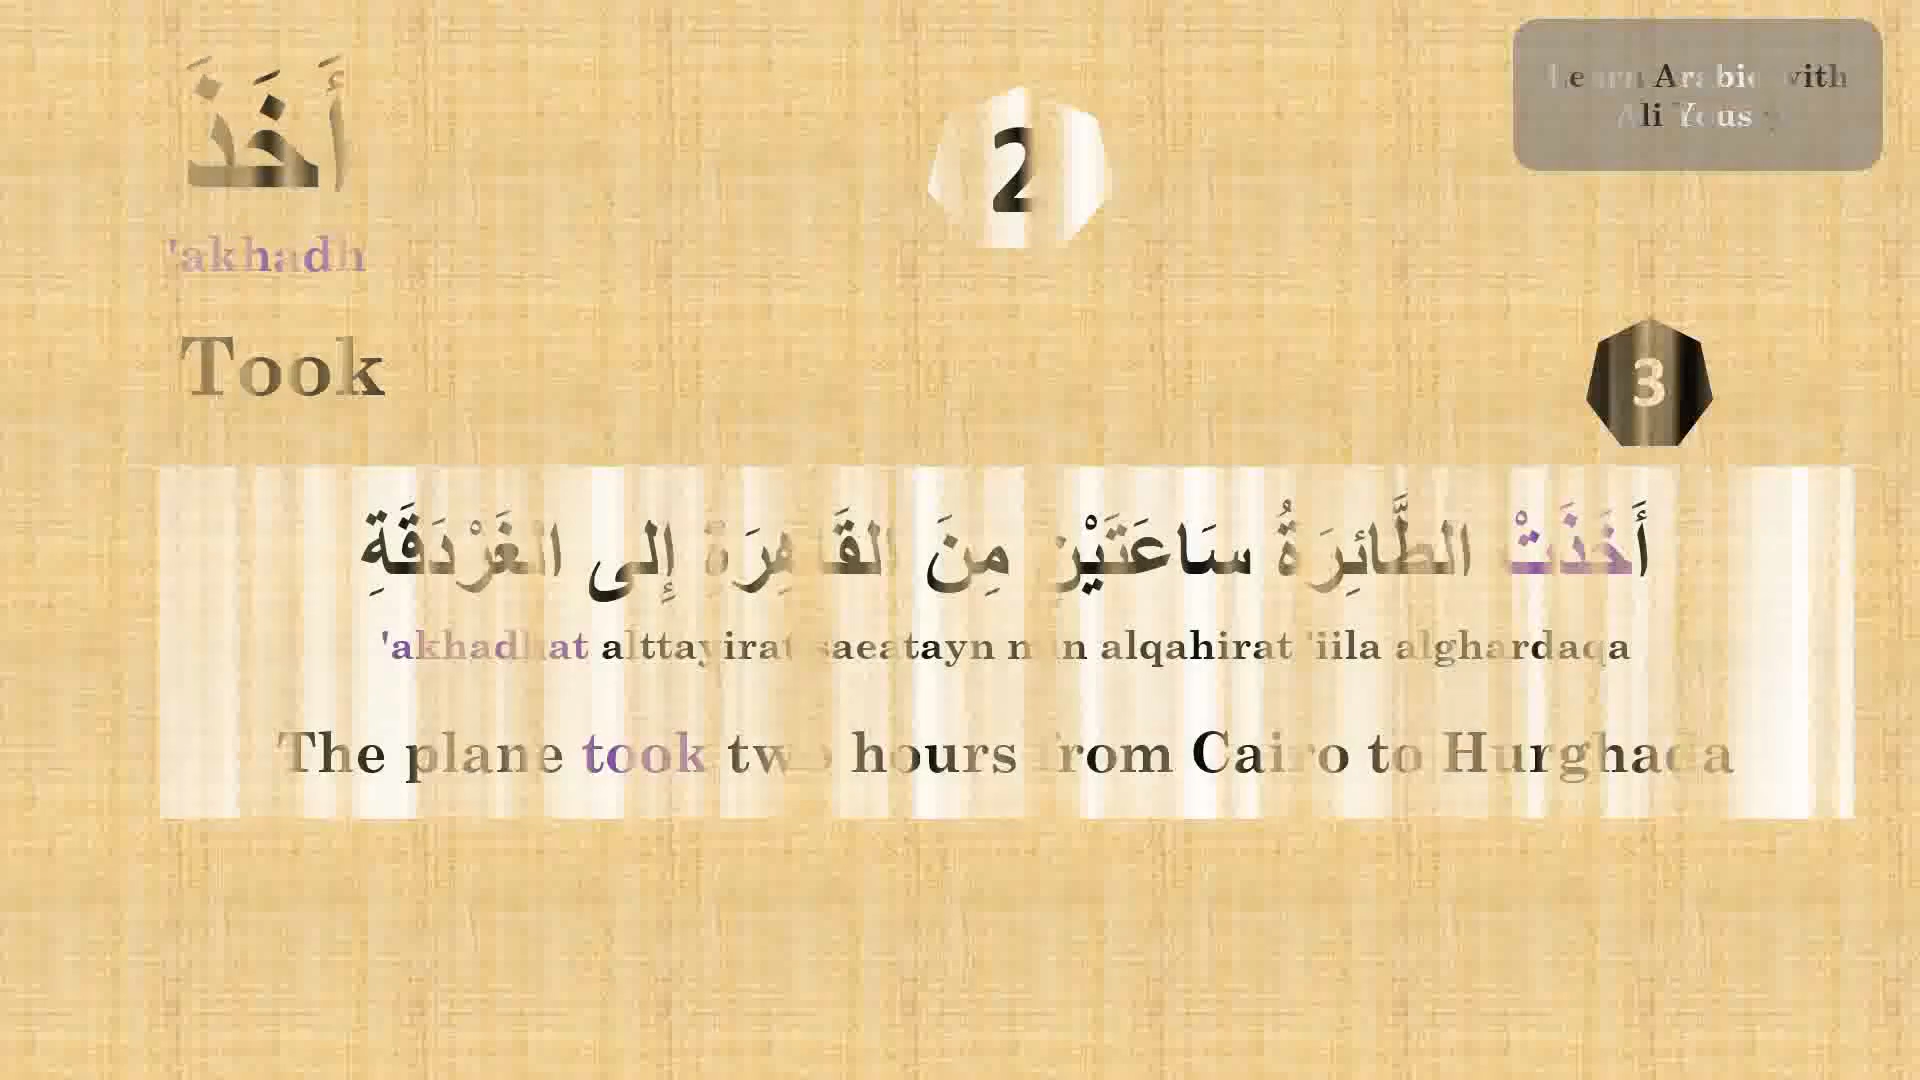 أَخَذَ
2
Learn Arabic with
Ali
'akhadh
Took
3
أَخَذَتْ الطَّائِرَةُ سَاعَتَيْنِ مِنَ القَاهِرَةِ إِلى الغَرْدَقَةِ
'akhadhat alttayirat saeatayn min alqahirat 'iila alghardaqa
The plane took two hours from Cairo to Hurghada